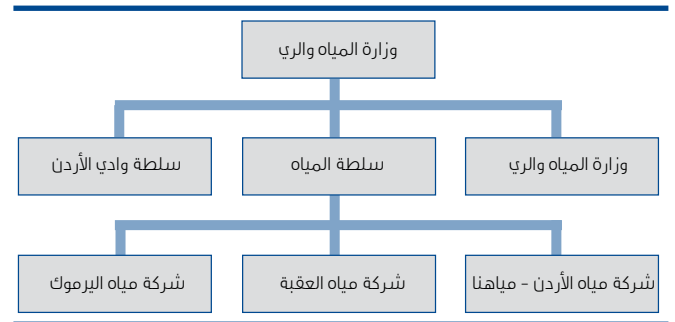 وزارة المياه والري
وزارة المياه والري
سلطة المياه
سلطة وادي الأردن
شركة مياه الأردن - مياهنا
شركة مياه العقبة
شركة مياه اليرموك